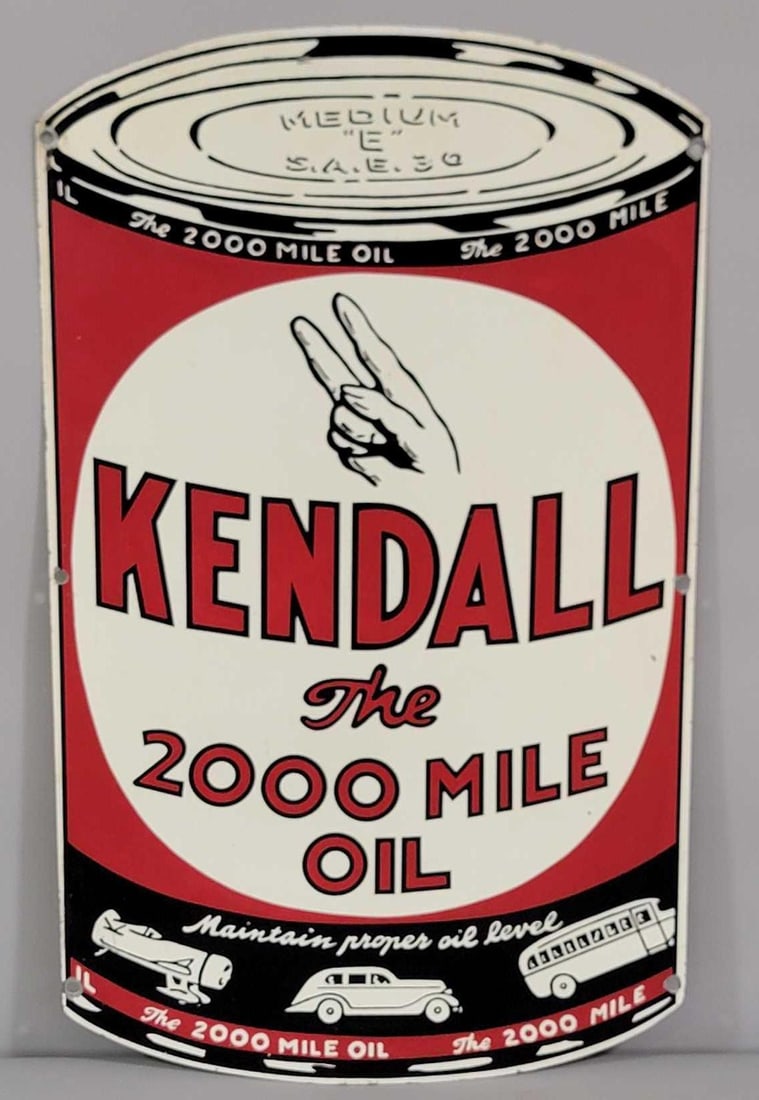 MEDIUM
"E"
S.A.E. 30
IL The 2000 MILE OIL The 2000 MILE
KENDALL
The
2000 MILE
OIL
Maintain proper oil level
IL The 2000 MILE OIL The 2000 MILE